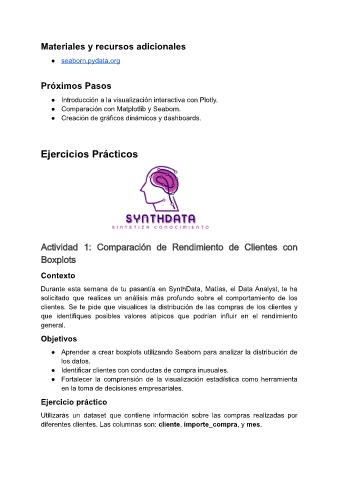 Materiales y recursos adicionales
● seaborn.pydata.org
Próximos Pasos
● Introducción a la visualización interactiva con Plotly.
● Comparación con Matplotlib y Seaborn.
● Creación de gráficos dinámicos y dashboards.
Ejercicios Prácticos
SYNTHDATA
SINTETIZA CONOCIMIENTO
Actividad 1: Comparación de Rendimiento de Clientes con
Boxplots
Contexto
Durante esta semana de tu pasantía en SynthData, Matías, el Data Analyst, te ha
solicitado que realices un análisis más profundo sobre el comportamiento de los
clientes. Se te pide que visualices la distribución de las compras de los clientes y
que identifiques posibles valores atípicos que podrían influir en el rendimiento
general.
Objetivos
● Aprender a crear boxplots utilizando Seaborn para analizar la distribución de
los datos.
● Identificar clientes con conductas de compra inusuales.
● Fortalecer la comprensión de la visualización estadística como herramienta
en la toma de decisiones empresariales.
Ejercicio práctico
Utilizarás un dataset que contiene información sobre las compras realizadas por
diferentes clientes. Las columnas son: cliente, importe_compra, y mes.